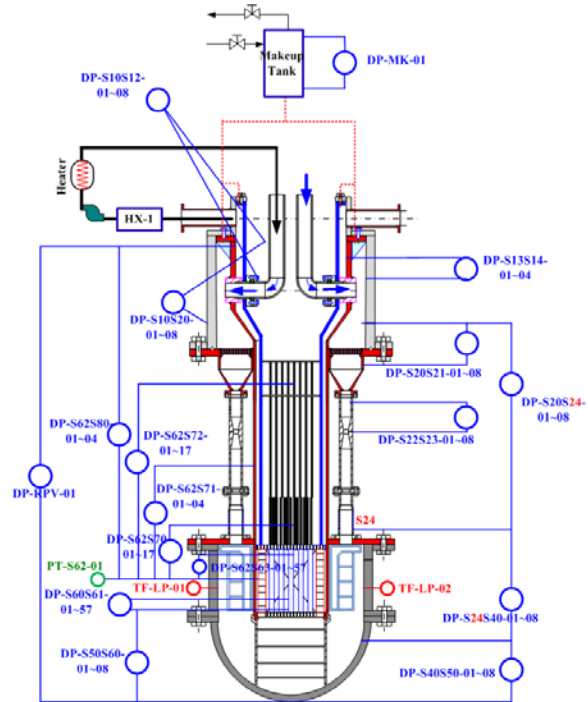 Makeup
Tank
DP-MK-01
DP-S10S12-
01~08
Heater
HX-1
DP-S13S14-
01~04
DP-S10S20-
01~08
DP-S20S21-01~08
DP-S20S24-
01~08
DP-S62S80-
01~04
DP-S62S72-
01~17
DP-S22S23-01~08
DP-RPV-01
DP-S62S71-
01~04
S24
DP-S62S70-
01~17
PT-S62-01
DP-S62S63-01~57
TF-LP-01
TF-LP-02
DP-S60S61-
01~57
DP-S24S40-01~08
DP-S50S60-
01~08
DP-S40S50-01~08